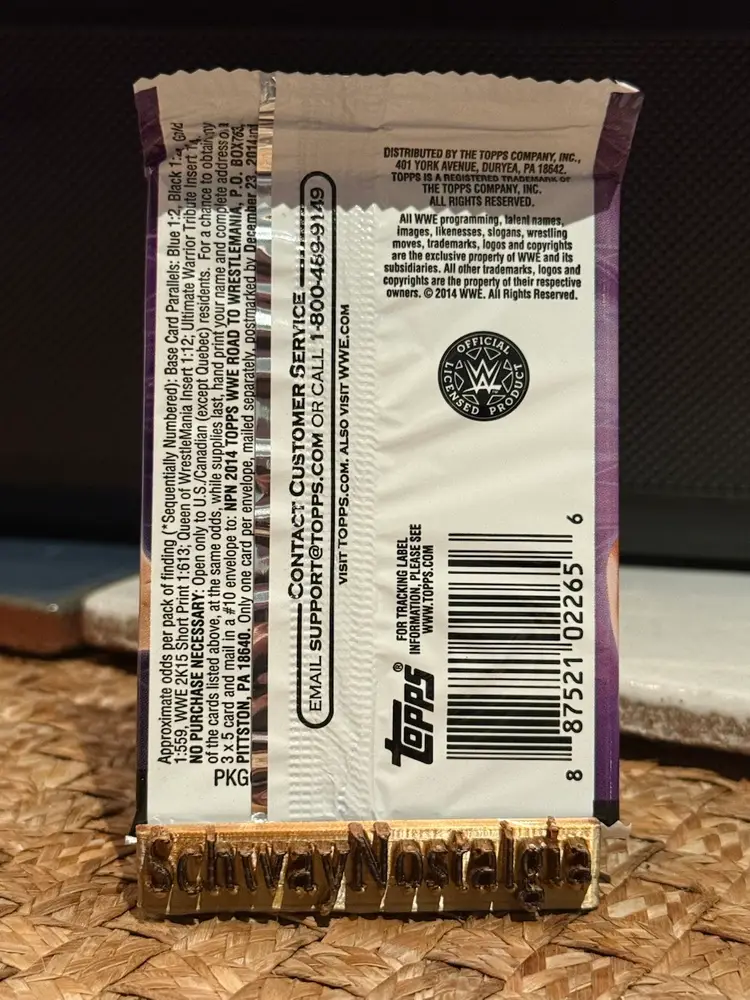 Approximate odds per pack of finding (*Sequentially Numbered): Base Card Parallels: Blue 1:2, Black 1:
1:559, WWE 2K15 Short Print 1:613; Queen of WrestleMania Insert 1:12; Ultimate Warrior Tribute Insert
NO PURCHASE NECESSARY: Open only to U.S./Canadian (except Quebec) residents. For a chance to obtain any
of the cards listed above, at the same odds, while supplies last, hand print your name and complete address on
3 x 5 card and mail in a #10 envelope to: NPN 2014 TOPPS WWE ROAD TO WRESTLEMANIA, P.O. BOX
PITTSTON, PA 18640. Only one card per envelope, mailed separately, postmarked by December 23, 2014
PKG
CONTACT CUSTOMER SERVICE
EMAIL SUPPORT@TOPPS.COM OR CALL 1-800-489-9149
VISIT TOPPS.COM. ALSO VISIT WWE.COM
DISTRIBUTED BY THE TOPPS COMPANY, INC.,
401 YORK AVENUE, DURYEA, PA 18642.
TOPPS IS A REGISTERED TRADEMARK OF
THE TOPPS COMPANY, INC.
ALL RIGHTS RESERVED.
All WWE programming, talent names,
images, likenesses, slogans, wrestling
moves, trademarks, logos and copyrights
are the exclusive property of WWE and its
subsidiaries. All other trademarks, logos and
copyrights are the property of their respective
owners. © 2014 WWE. All Rights Reserved.
OFFICIAL
W
LICENSED PRODUCT
FOR TRACKING LABEL
INFORMATION, PLEASE SEE
WWW.TOPPS.COM
Topps®
8 87521 02265 6
SchwayNostalgia